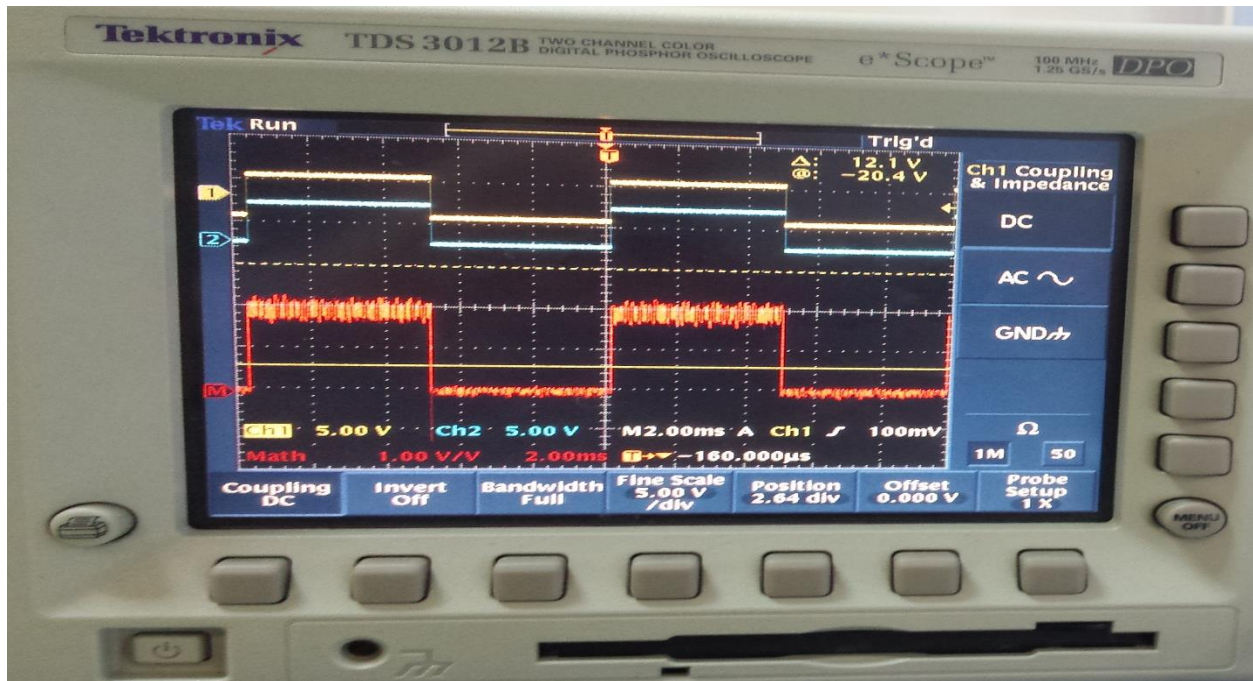 Tektronix TDS 3012B TWO CHANNEL COLOR DIGITAL PHOSPHOR OSCILLOSCOPE e*Scope™ 100 MHz 1.25 GS/s DPO
Tek Run Trig'd
T
T
Δ: 12.1 V
@: −20.4 V
1
2
M
Ch1 5.00 V Ch2 5.00 V M2.00ms A Ch1 100mV
Math 1.00 V/V 2.00ms T→▼−160.000µs
Ch1 Coupling
& Impedance
DC
AC
GND
Ω
1M 50
Coupling
DC
Invert
Off
Bandwidth
Full
Fine Scale
5.00 V
/div
Position
2.64 div
Offset
0.000 V
Probe
Setup
1 X
MENU
OFF